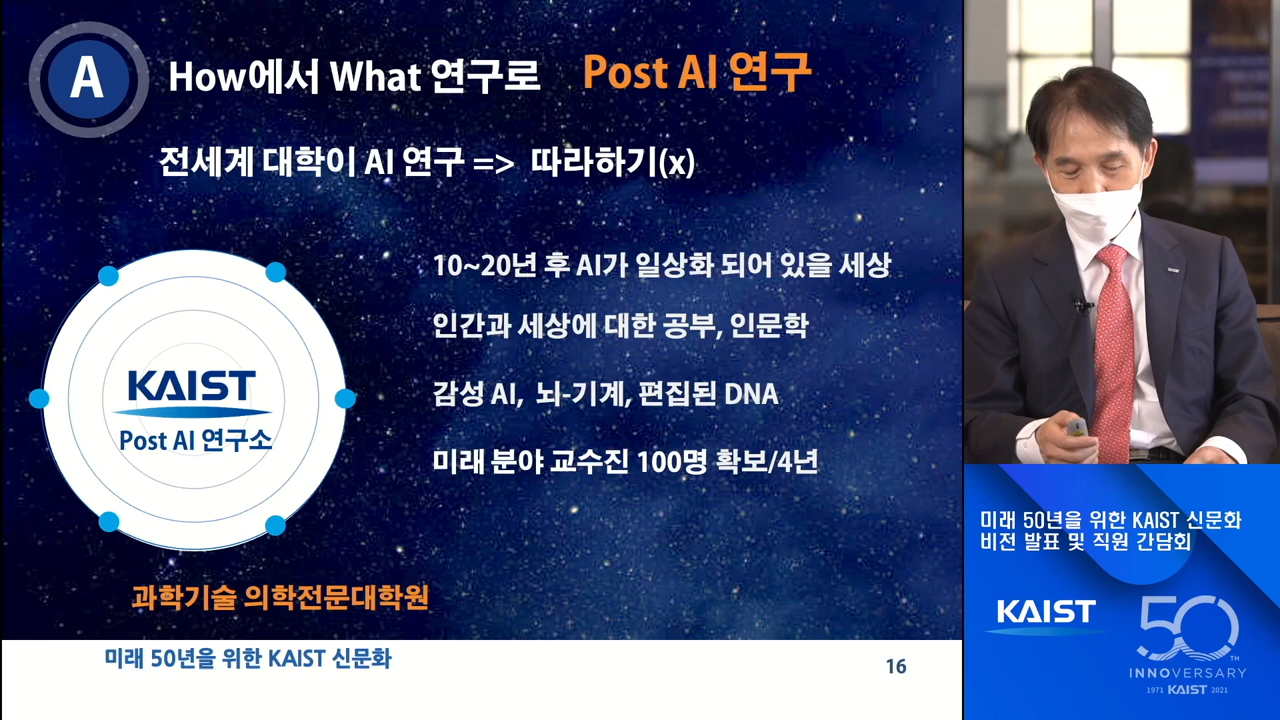 A
How에서 What 연구로 Post AI 연구
전세계 대학이 AI 연구 => 따라하기(x)
10~20년 후 AI가 일상화 되어 있을 세상
인간과 세상에 대한 공부, 인문학
감성 AI, 뇌-기계, 편집된 DNA
미래 분야 교수진 100명 확보/4년
KAIST
Post AI 연구소
과학기술 의학전문대학원
미래 50년을 위한 KAIST 신문화
16
미래 50년을 위한 KAIST 신문화
비전 발표 및 직원 간담회
KAIST
50TH
INNOVERSARY
1971 KAIST 2021